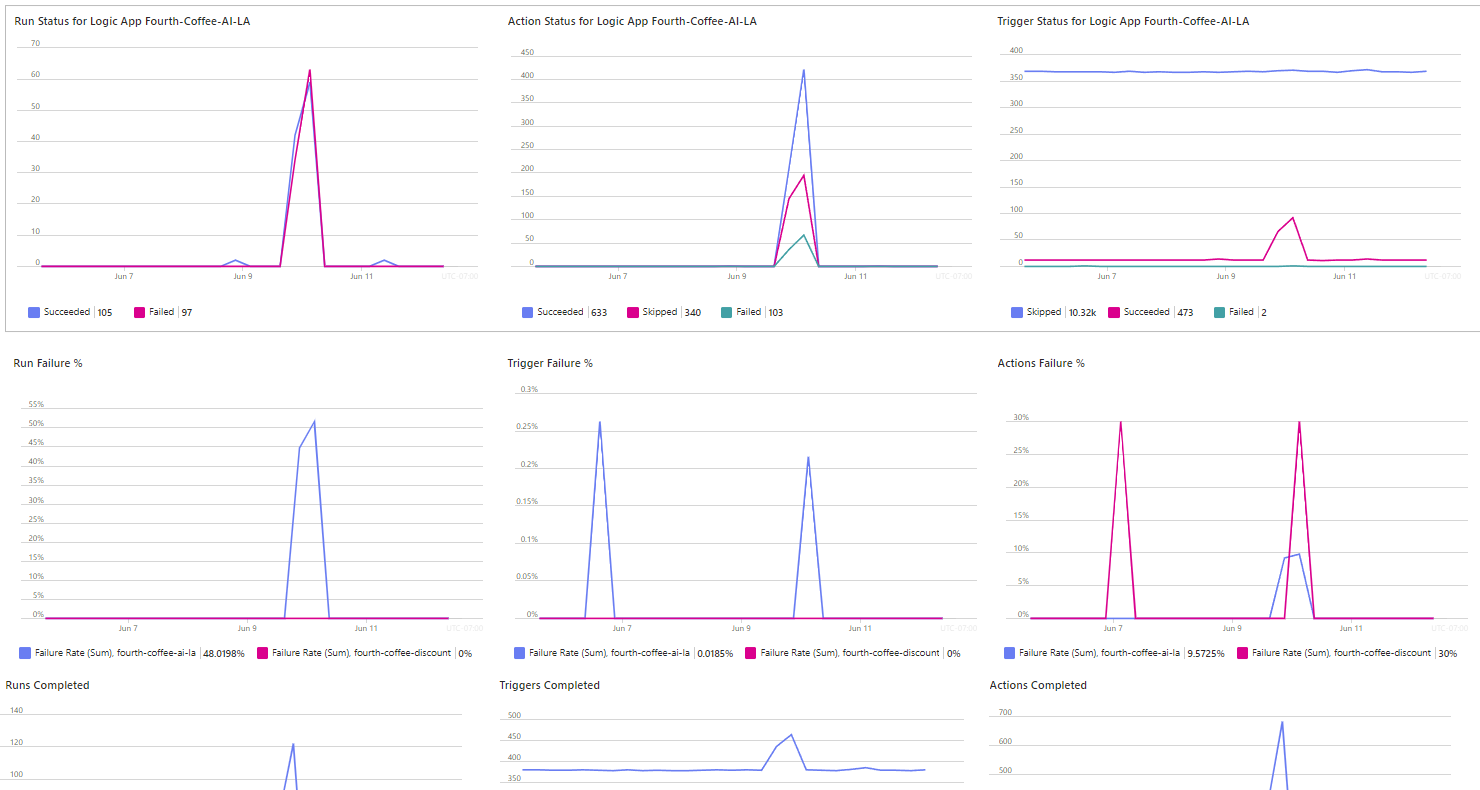 Run Status for Logic App Fourth-Coffee-AI-LA
70
60
50
40
30
20
10
0
Jun 7
Jun 9
Jun 11
UTC-07:00
Succeeded 105
Failed 97
Action Status for Logic App Fourth-Coffee-AI-LA
450
400
350
300
250
200
150
100
50
0
Jun 7
Jun 9
Jun 11
UTC-07:00
Succeeded 633
Skipped 340
Failed 103
Trigger Status for Logic App Fourth-Coffee-AI-LA
400
350
300
250
200
150
100
50
0
Jun 7
Jun 9
Jun 11
UTC-07:00
Skipped 10.32k
Succeeded 473
Failed 2
Run Failure %
55%
50%
45%
40%
35%
30%
25%
20%
15%
10%
5%
0%
Jun 7
Jun 9
Jun 11
UTC-07:00
Failure Rate (Sum), fourth-coffee-ai-la 48.0198%
Failure Rate (Sum), fourth-coffee-discount 0%
Trigger Failure %
0.3%
0.25%
0.2%
0.15%
0.1%
0.05%
0%
Jun 7
Jun 9
Jun 11
UTC-07:00
Failure Rate (Sum), fourth-coffee-ai-la 0.0185%
Failure Rate (Sum), fourth-coffee-discount 0%
Actions Failure %
30%
25%
20%
15%
10%
5%
0%
Jun 7
Jun 9
Jun 11
UTC-07:00
Failure Rate (Sum), fourth-coffee-ai-la 9.5725%
Failure Rate (Sum), fourth-coffee-discount 30%
Runs Completed
140
120
100
Triggers Completed
500
450
400
350
Actions Completed
700
600
500